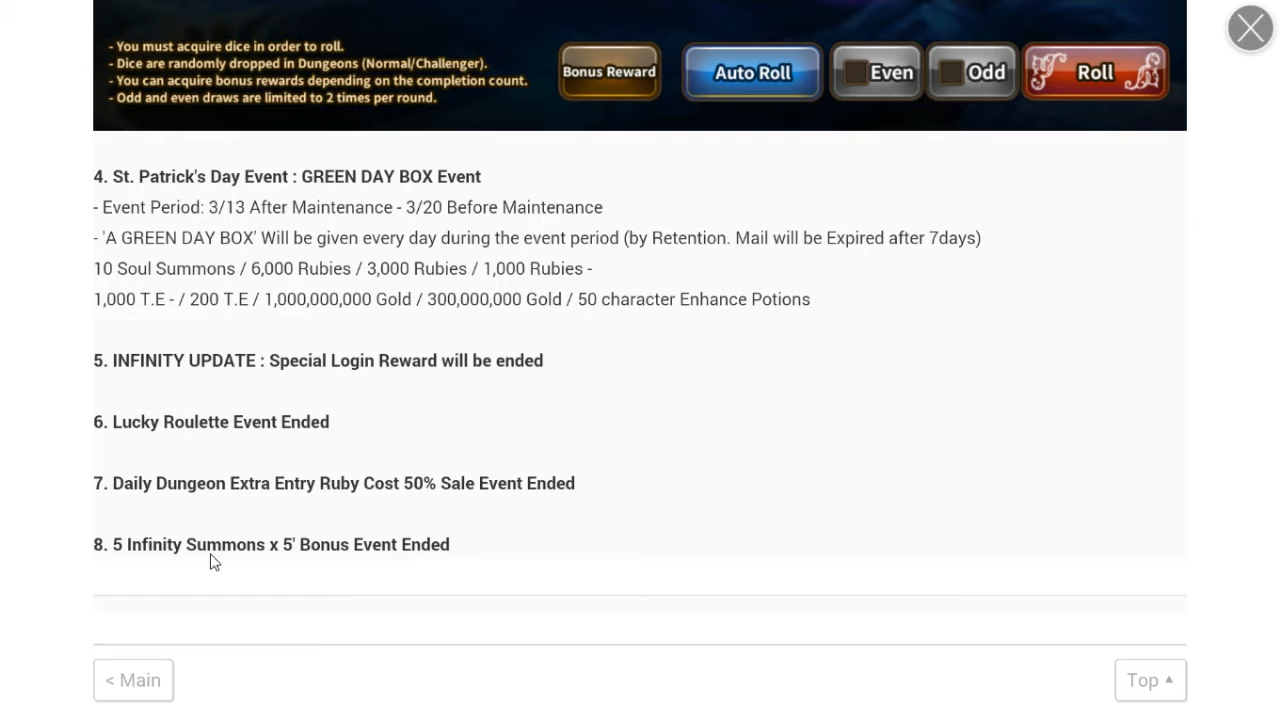 - You must acquire dice in order to roll.
- Dice are randomly dropped in Dungeons (Normal/Challenger).
- You can acquire bonus rewards depending on the completion count.
- Odd and even draws are limited to 2 times per round.
Bonus Reward
Auto Roll
Even
Odd
Roll
4. St. Patrick's Day Event : GREEN DAY BOX Event
- Event Period: 3/13 After Maintenance - 3/20 Before Maintenance
- 'A GREEN DAY BOX' Will be given every day during the event period (by Retention. Mail will be Expired after 7days)
10 Soul Summons / 6,000 Rubies / 3,000 Rubies / 1,000 Rubies -
1,000 T.E - / 200 T.E / 1,000,000,000 Gold / 300,000,000 Gold / 50 character Enhance Potions
5. INFINITY UPDATE : Special Login Reward will be ended
6. Lucky Roulette Event Ended
7. Daily Dungeon Extra Entry Ruby Cost 50% Sale Event Ended
8. 5 Infinity Summons x 5' Bonus Event Ended
< Main
Top ▲